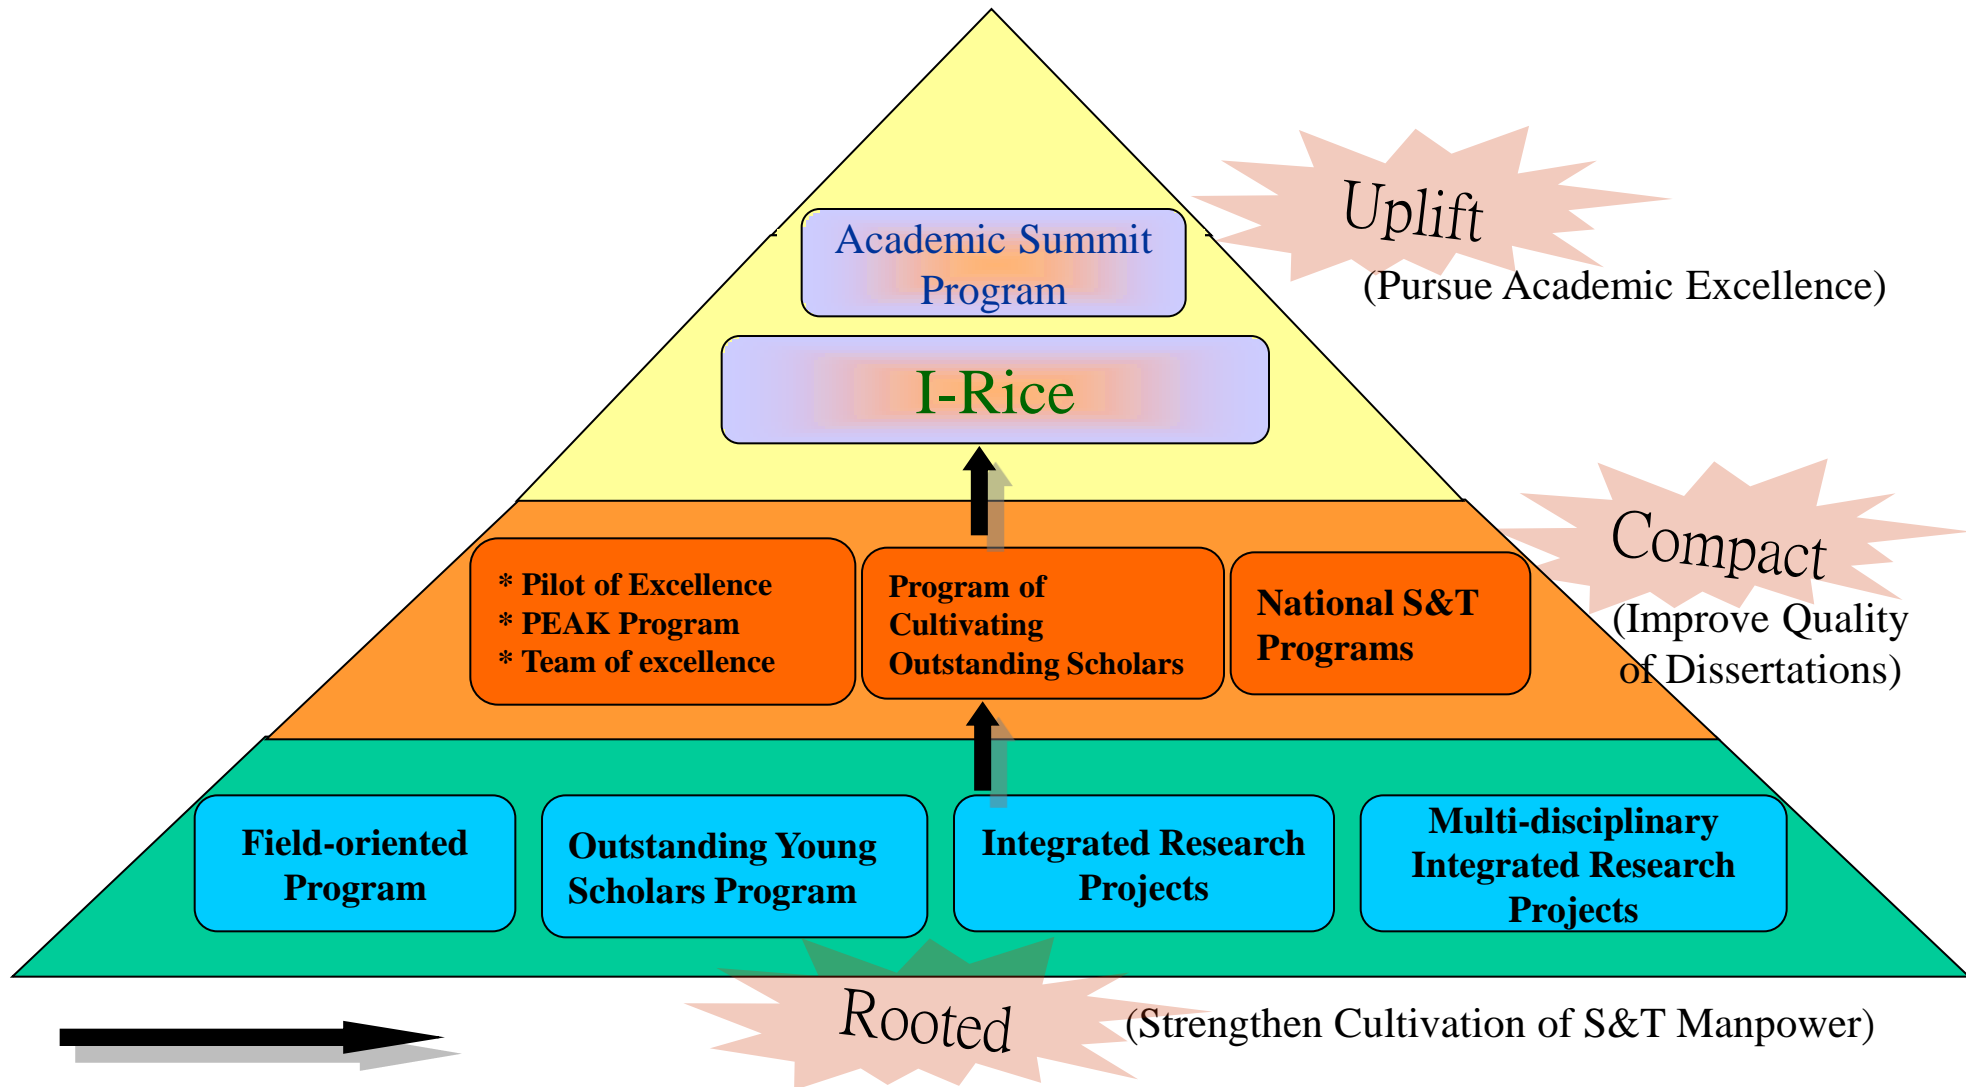 Uplift
Academic Summit
Program
(Pursue Academic Excellence)
I-Rice
Compact
* Pilot of Excellence
* PEAK Program
* Team of excellence
Program of
Cultivating
Outstanding Scholars
National S&T
Programs
(Improve Quality
of Dissertations)
Field-oriented
Program
Outstanding Young
Scholars Program
Integrated Research
Projects
Multi-disciplinary
Integrated Research
Projects
Rooted
(Strengthen Cultivation of S&T Manpower)